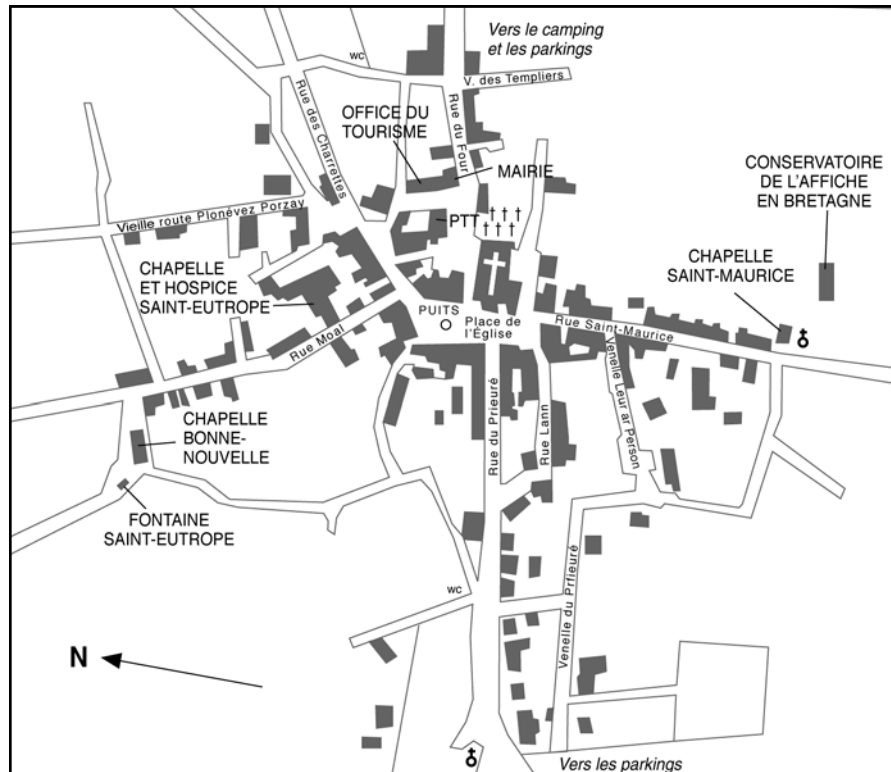 Vers le camping
et les parkings
wc
V. des Templiers
Rue des Charrettes
OFFICE DU
TOURISME
Rue du Four
MAIRIE
CONSERVATOIRE
DE L'AFFICHE
EN BRETAGNE
Vieille route Plonévez Porzay
PTT
CHAPELLE
SAINT-MAURICE
CHAPELLE
ET HOSPICE
SAINT-EUTROPE
PUITS
Place de
l'Église
Rue Saint-Maurice
Rue Moal
Venelle Leur ar Person
Rue du Prieuré
Rue Lann
CHAPELLE
BONNE-
NOUVELLE
FONTAINE
SAINT-EUTROPE
wc
Venelle du Prfieuré
N
Vers les parkings